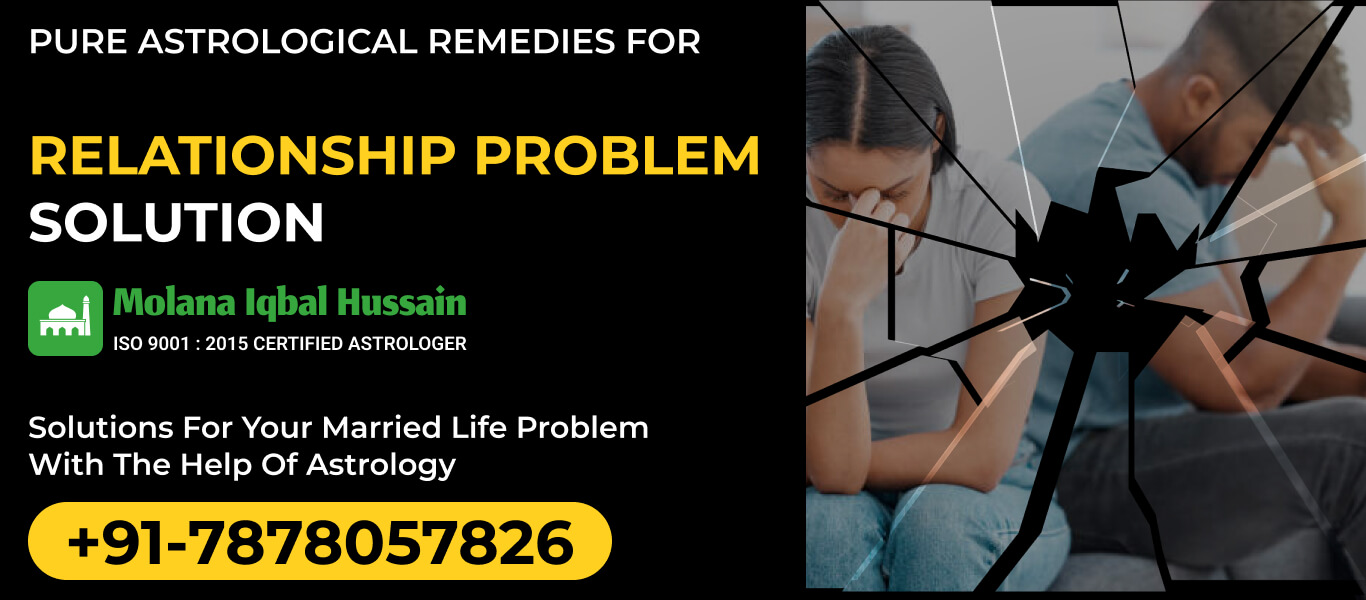 PURE ASTROLOGICAL REMEDIES FOR
RELATIONSHIP PROBLEM
SOLUTION
Molana Iqbal Hussain
ISO 9001 : 2015 CERTIFIED ASTROLOGER
Solutions For Your Married Life Problem
With The Help Of Astrology
+91-7878057826